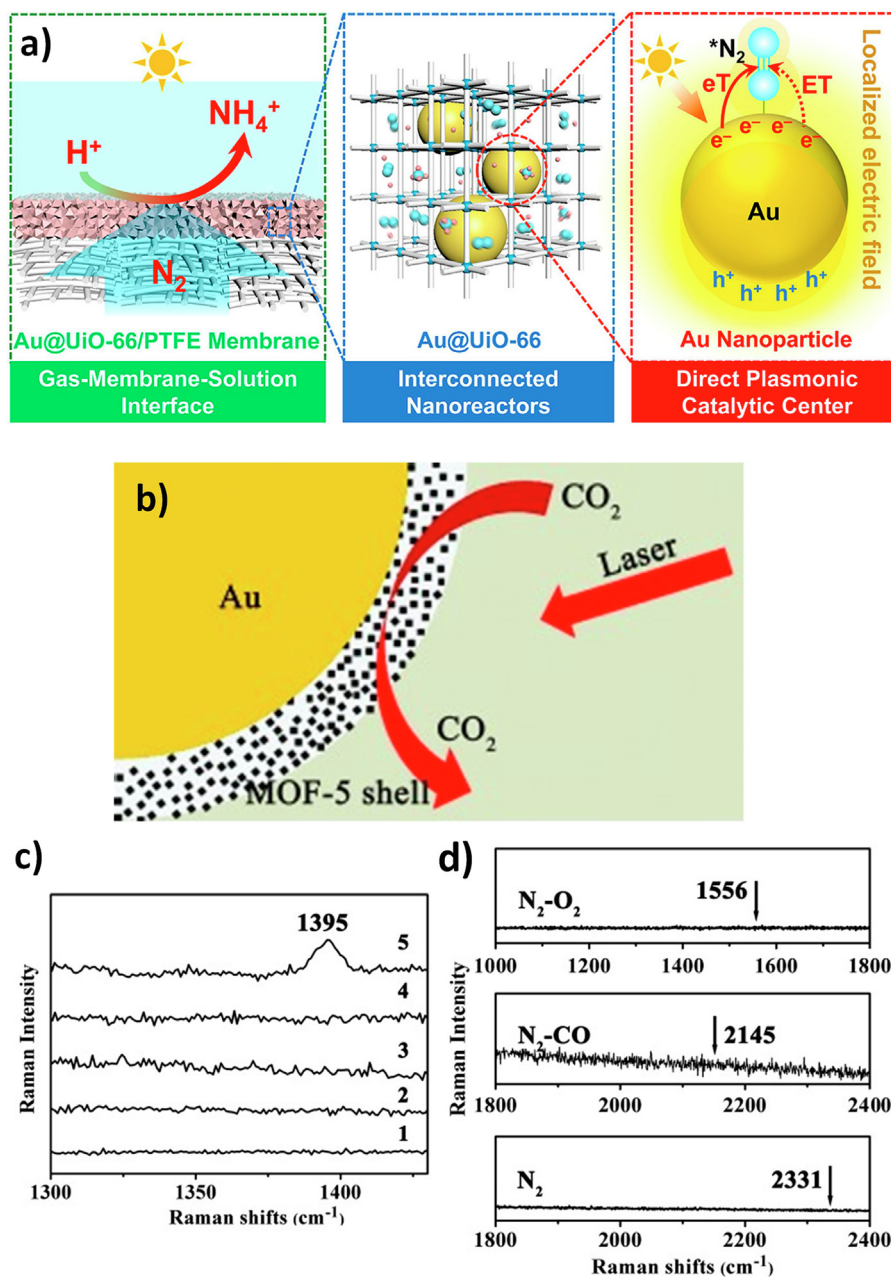 a)
H⁺
NH₄⁺
N₂
Au@UiO-66/PTFE Membrane
Gas-Membrane-Solution
Interface
Au@UiO-66
Interconnected
Nanoreactors
*N₂
eT
ET
e⁻ e⁻ e⁻ e⁻
Au
h⁺ h⁺ h⁺ h⁺
Localized electric field
Au Nanoparticle
Direct Plasmonic
Catalytic Center
b)
CO₂
Laser
Au
CO₂
MOF-5 shell
c)
1395
5
4
3
2
1
Raman Intensity
1300 1350 1400
Raman shifts (cm⁻¹)
d)
N₂-O₂
1556
1000 1200 1400 1600 1800
N₂-CO
2145
1800 2000 2200 2400
N₂
2331
Raman Intensity
1800 2000 2200 2400
Raman shifts (cm⁻¹)